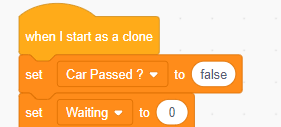 when I start as a clone
set Car Passed ? to false
set Waiting to 0